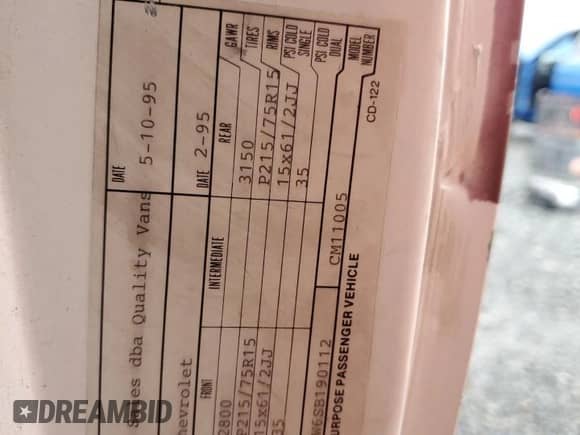 DATE
Sales dba Quality Vans 5-10-95
DATE 2-95
hevrolet
FRONT INTERMEDIATE REAR
2800 3150 GAWR
P215/75R15 P215/75R15 TIRES
15x61/2JJ 15x61/2JJ RIMS
35 35 PSI COLD SINGLE
PSI COLD DUAL
W6SB190112 CM11005 MODEL NUMBER
URPOSE PASSENGER VEHICLE CD-122
DREAMBID